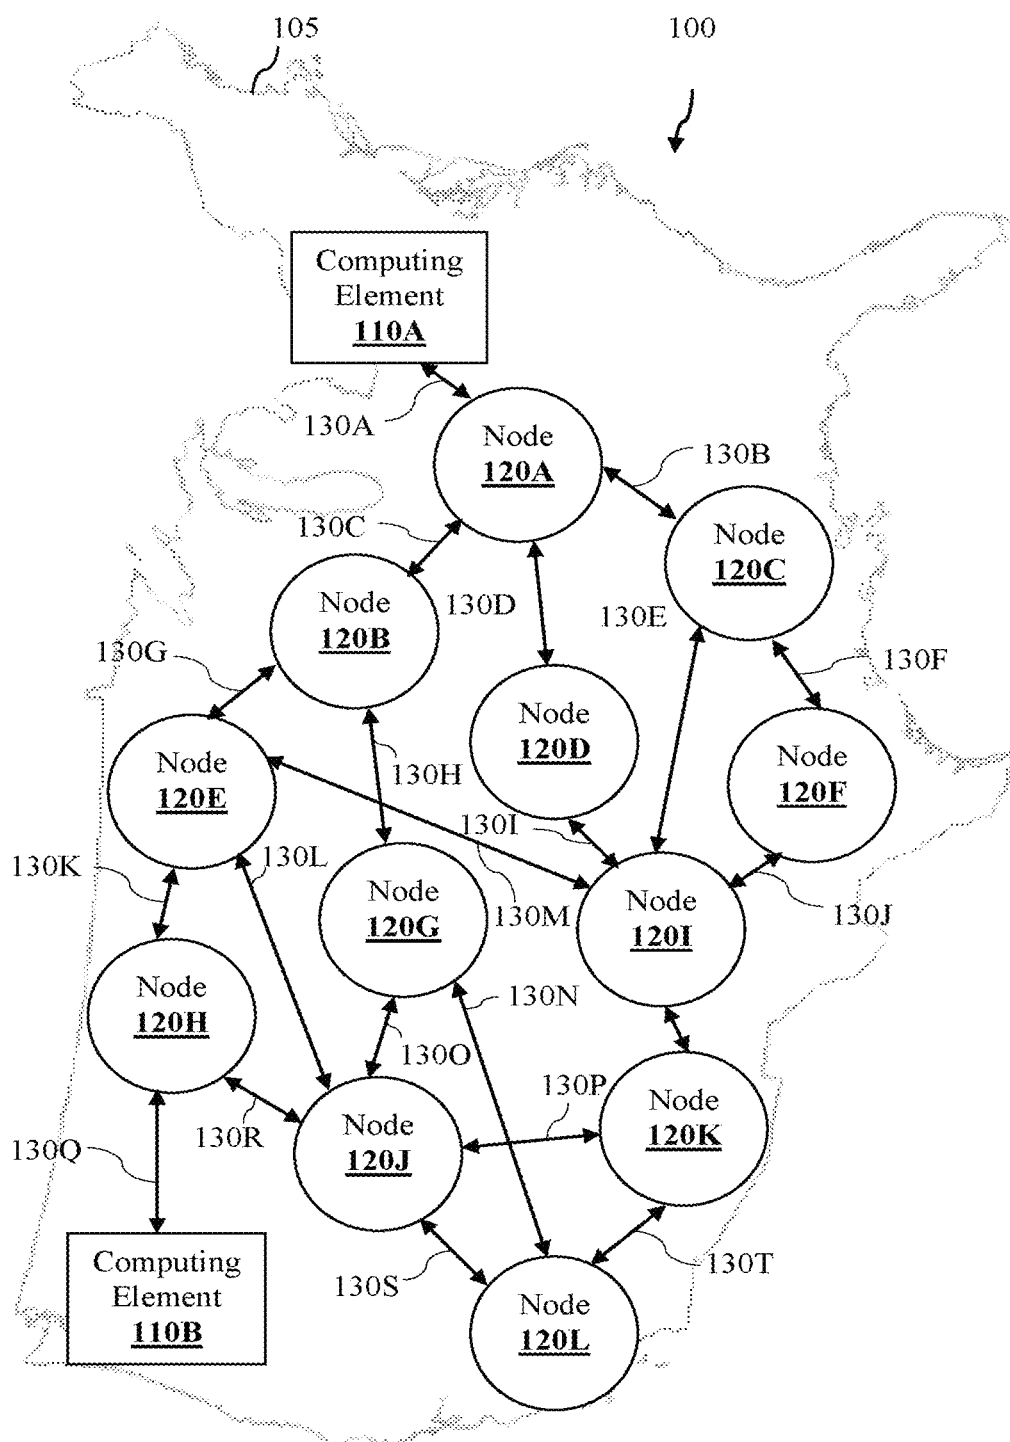 105
100
Computing
Element
110A
130A
Node
120A
130B
130C
Node
120C
Node
120B
130D
130E
130G
130F
Node
120D
Node
120E
130H
Node
120F
130I
130K
130L
Node
120G
130M
Node
120I
130J
Node
120H
130N
130O
130P
Node
120K
130R
Node
120J
130Q
Computing
Element
110B
130S
130T
Node
120L